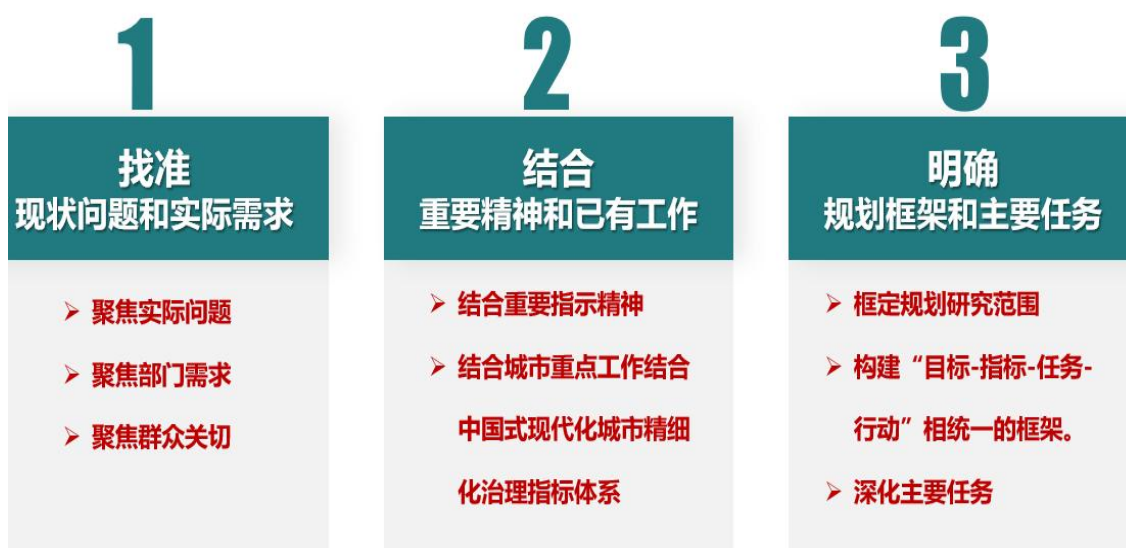 1
找准
现状问题和实际需求
➢ 聚焦实际问题
➢ 聚焦部门需求
➢ 聚焦群众关切
2
结合
重要精神和已有工作
➢ 结合重要指示精神
➢ 结合城市重点工作结合
中国式现代化城市精细
化治理指标体系
3
明确
规划框架和主要任务
➢ 框定规划研究范围
➢ 构建“目标-指标-任务-
行动”相统一的框架。
➢ 深化主要任务